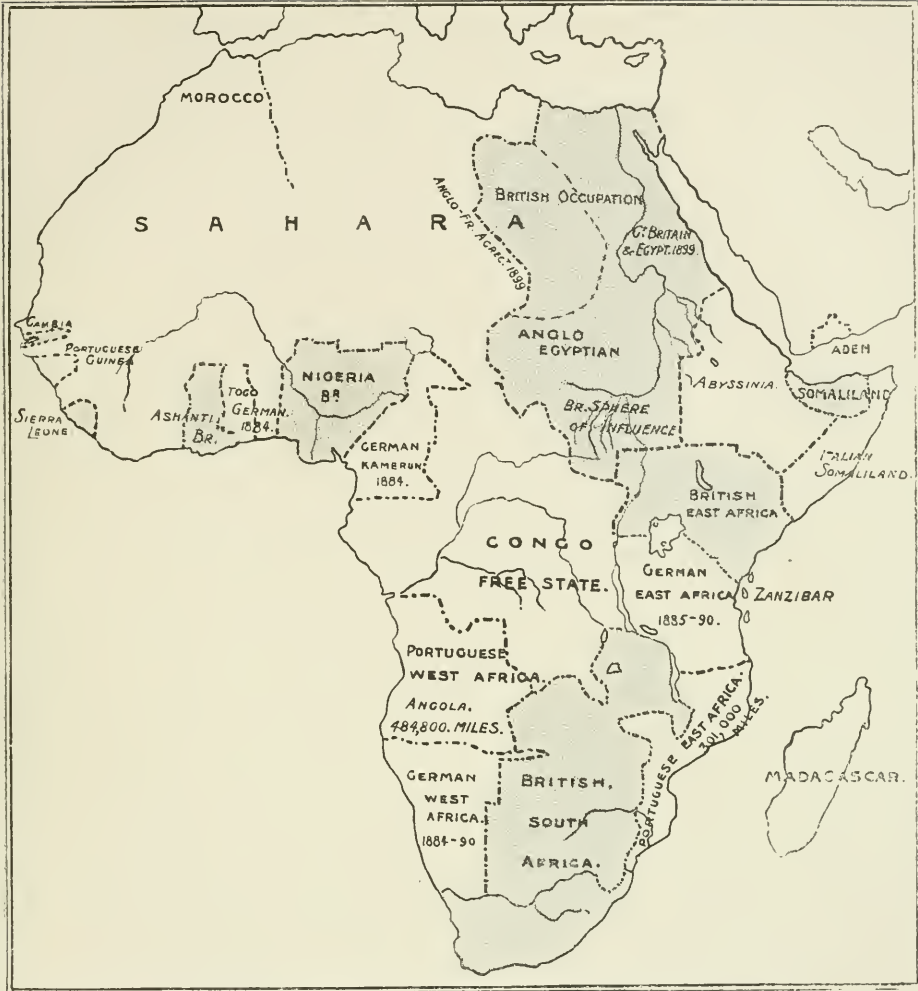 MOROCCO
SAHARA
ANGLO-FR. AGREET. 1899
BRITISH OCCUPATION
GT. BRITAIN
& EGYPT. 1899.
ANGLO
EGYPTIAN
ADEN
GAMBIA
PORTUGUESE
GUINEA
SIERRA
LEONE
ASHANTI
BR.
TOGO
GERMAN.
1884.
NIGERIA
BR
GERMAN
KAMERUN
1884.
BR. SPHERE
OF INFLUENCE
ABYSSINIA.
SOMALILAND
ITALIAN
SOMALILAND.
BRITISH
EAST AFRICA
CONGO
FREE STATE.
GERMAN
EAST AFRICA
1885-90.
ZANZIBAR
PORTUGUESE
WEST AFRICA.
ANGOLA.
484,800. MILES.
PORTUGUESE EAST AFRICA.
301,000
MILES.
MADAGASCAR.
GERMAN
WEST
AFRICA.
1884-90
BRITISH,
SOUTH
AFRICA.